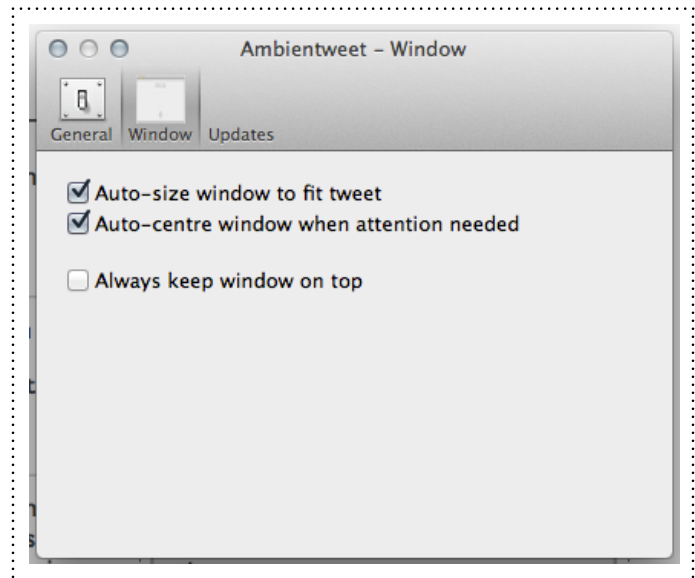 Ambientweet – Window
General Window Updates
Auto-size window to fit tweet
Auto-centre window when attention needed
Always keep window on top